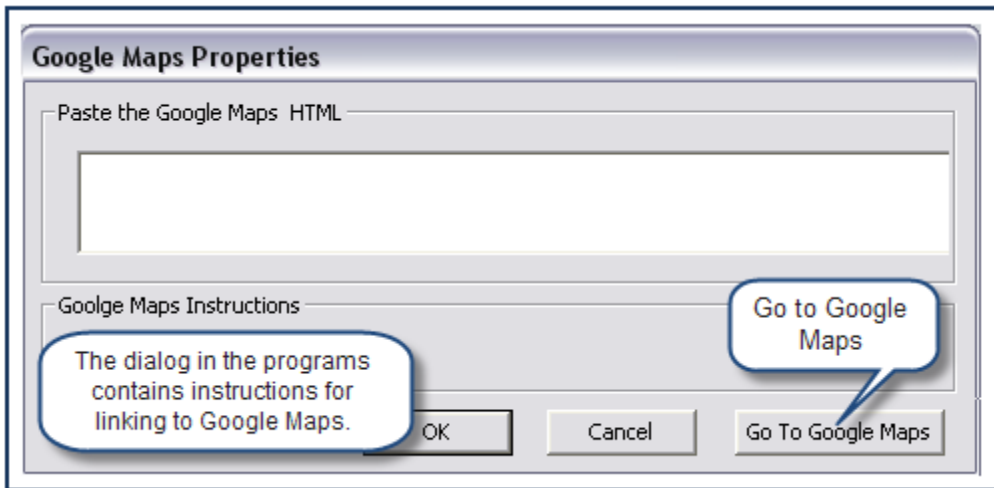 Google Maps Properties
Paste the Google Maps HTML
Goolge Maps Instructions
The dialog in the programs
contains instructions for
linking to Google Maps.
Go to Google
Maps
OK
Cancel
Go To Google Maps